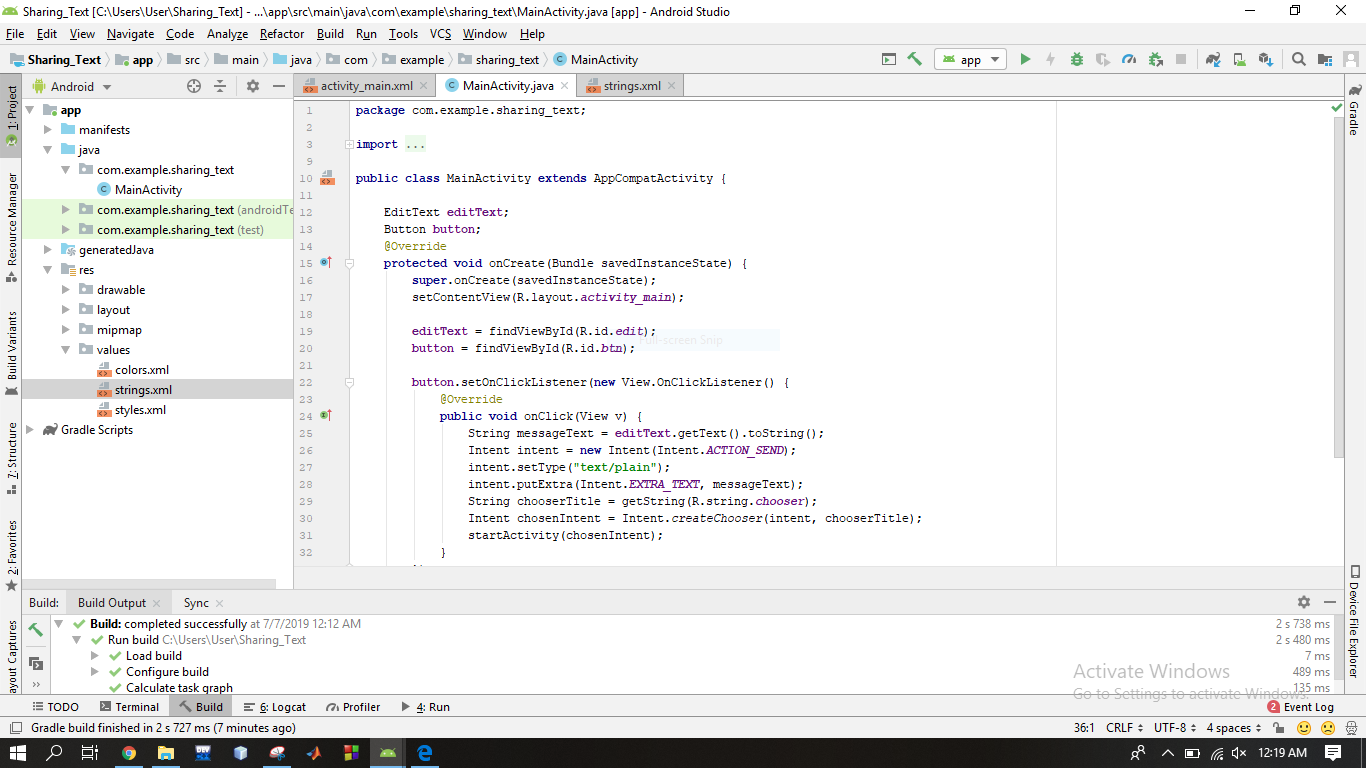 Sharing_Text [C:\Users\User\Sharing_Text] - ...\app\src\main\java\com\example\sharing_text\MainActivity.java [app] - Android Studio
File Edit View Navigate Code Analyze Refactor Build Run Tools VCS Window Help
Sharing_Text app src main java com example sharing_text MainActivity app
Android activity_main.xml MainActivity.java strings.xml
1: Project
Resource Manager
Build Variants
7: Structure
2: Favorites
ayout Captures
app
manifests
java
com.example.sharing_text
MainActivity
com.example.sharing_text (androidTe
com.example.sharing_text (test)
generatedJava
res
drawable
layout
mipmap
values
colors.xml
strings.xml
styles.xml
Gradle Scripts
1 package com.example.sharing_text;
2
3 import ...
9
10 public class MainActivity extends AppCompatActivity {
11
12 EditText editText;
13 Button button;
14 @Override
15 protected void onCreate(Bundle savedInstanceState) {
16 super.onCreate(savedInstanceState);
17 setContentView(R.layout.activity_main);
18
19 editText = findViewById(R.id.edit);
Full-screen Snip
20 button = findViewById(R.id.btn);
21
22 button.setOnClickListener(new View.OnClickListener() {
23 @Override
24 public void onClick(View v) {
25 String messageText = editText.getText().toString();
26 Intent intent = new Intent(Intent.ACTION_SEND);
27 intent.setType("text/plain");
28 intent.putExtra(Intent.EXTRA_TEXT, messageText);
29 String chooserTitle = getString(R.string.chooser);
30 Intent chosenIntent = Intent.createChooser(intent, chooserTitle);
31 startActivity(chosenIntent);
32 }
Gradle
Device File Explorer
Build: Build Output Sync
Build: completed successfully at 7/7/2019 12:12 AM 2 s 738 ms
Run build C:\Users\User\Sharing_Text 2 s 480 ms
Load build 7 ms
Configure build 489 ms
Calculate task graph 135 ms
Activate Windows
Go to Settings to activate Windows.
TODO Terminal Build 6: Logcat Profiler 4: Run 2 Event Log
Gradle build finished in 2 s 727 ms (7 minutes ago) 36:1 CRLF UTF-8 4 spaces
12:19 AM